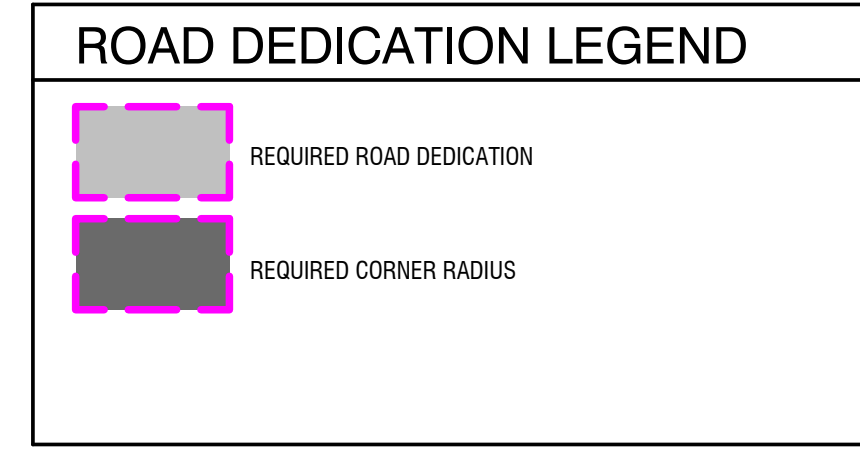 ROAD DEDICATION LEGEND
REQUIRED ROAD DEDICATION
REQUIRED CORNER RADIUS